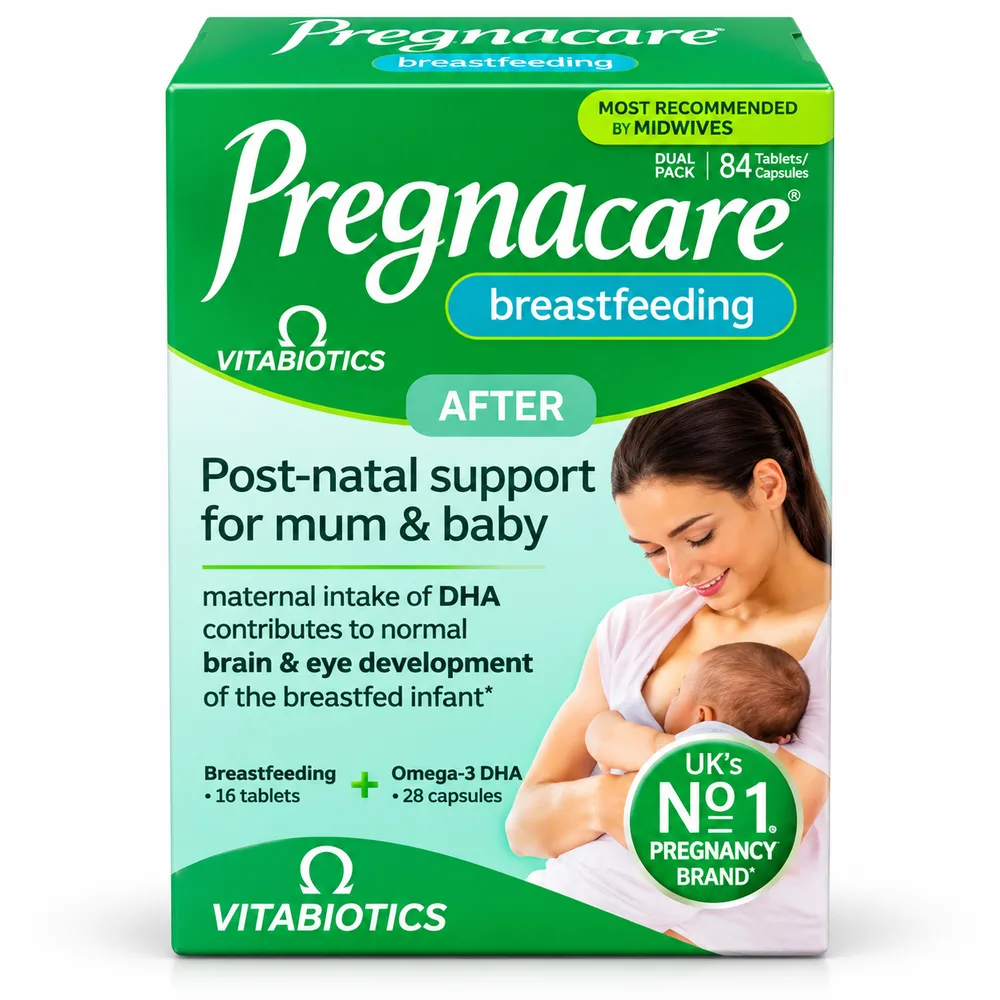 Pregnacare®
breastfeeding
MOST RECOMMENDED
BY MIDWIVES
DUAL PACK | 84 Tablets/ Capsules
Pregnacare®
breastfeeding
VITABIOTICS
AFTER
Post-natal support
for mum & baby
maternal intake of DHA
contributes to normal
brain & eye development
of the breastfed infant*
Breastfeeding
• 16 tablets
+
Omega-3 DHA
• 28 capsules
UK's
Nº1
PREGNANCY
BRAND*
VITABIOTICS